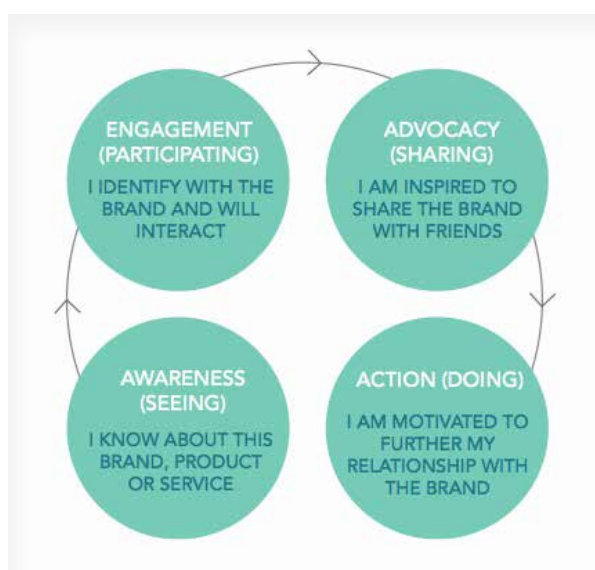 ENGAGEMENT
(PARTICIPATING)
I IDENTIFY WITH THE
BRAND AND WILL
INTERACT
ADVOCACY
(SHARING)
I AM INSPIRED TO
SHARE THE BRAND
WITH FRIENDS
AWARENESS
(SEEING)
I KNOW ABOUT THIS
BRAND, PRODUCT
OR SERVICE
ACTION (DOING)
I AM MOTIVATED TO
FURTHER MY
RELATIONSHIP WITH
THE BRAND